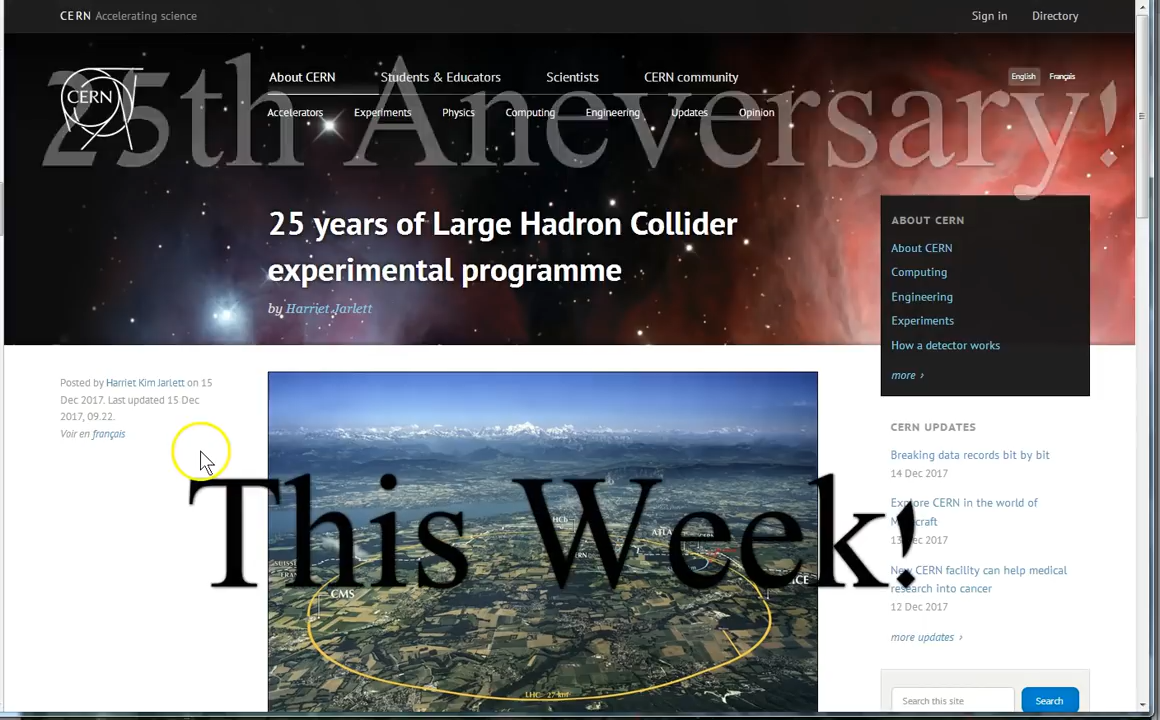 CERN Accelerating science
Sign in
Directory
CERN
About CERN
Students & Educators
Scientists
CERN community
English
Français
25th Aneversary!
Accelerators
Experiments
Physics
Computing
Engineering
Updates
Opinion
25 years of Large Hadron Collider
experimental programme
by Harriet Jarlett
ABOUT CERN
About CERN
Computing
Engineering
Experiments
How a detector works
more ›
Posted by Harriet Kim Jarlett on 15
Dec 2017. Last updated 15 Dec
2017, 09.22.
Voir en français
This Week!
CMS
LHC 27 km
CERN UPDATES
Breaking data records bit by bit
14 Dec 2017
Explore CERN in the world of
13 Dec 2017
New CERN facility can help medical
research into cancer
12 Dec 2017
more updates ›
Search this site
Search